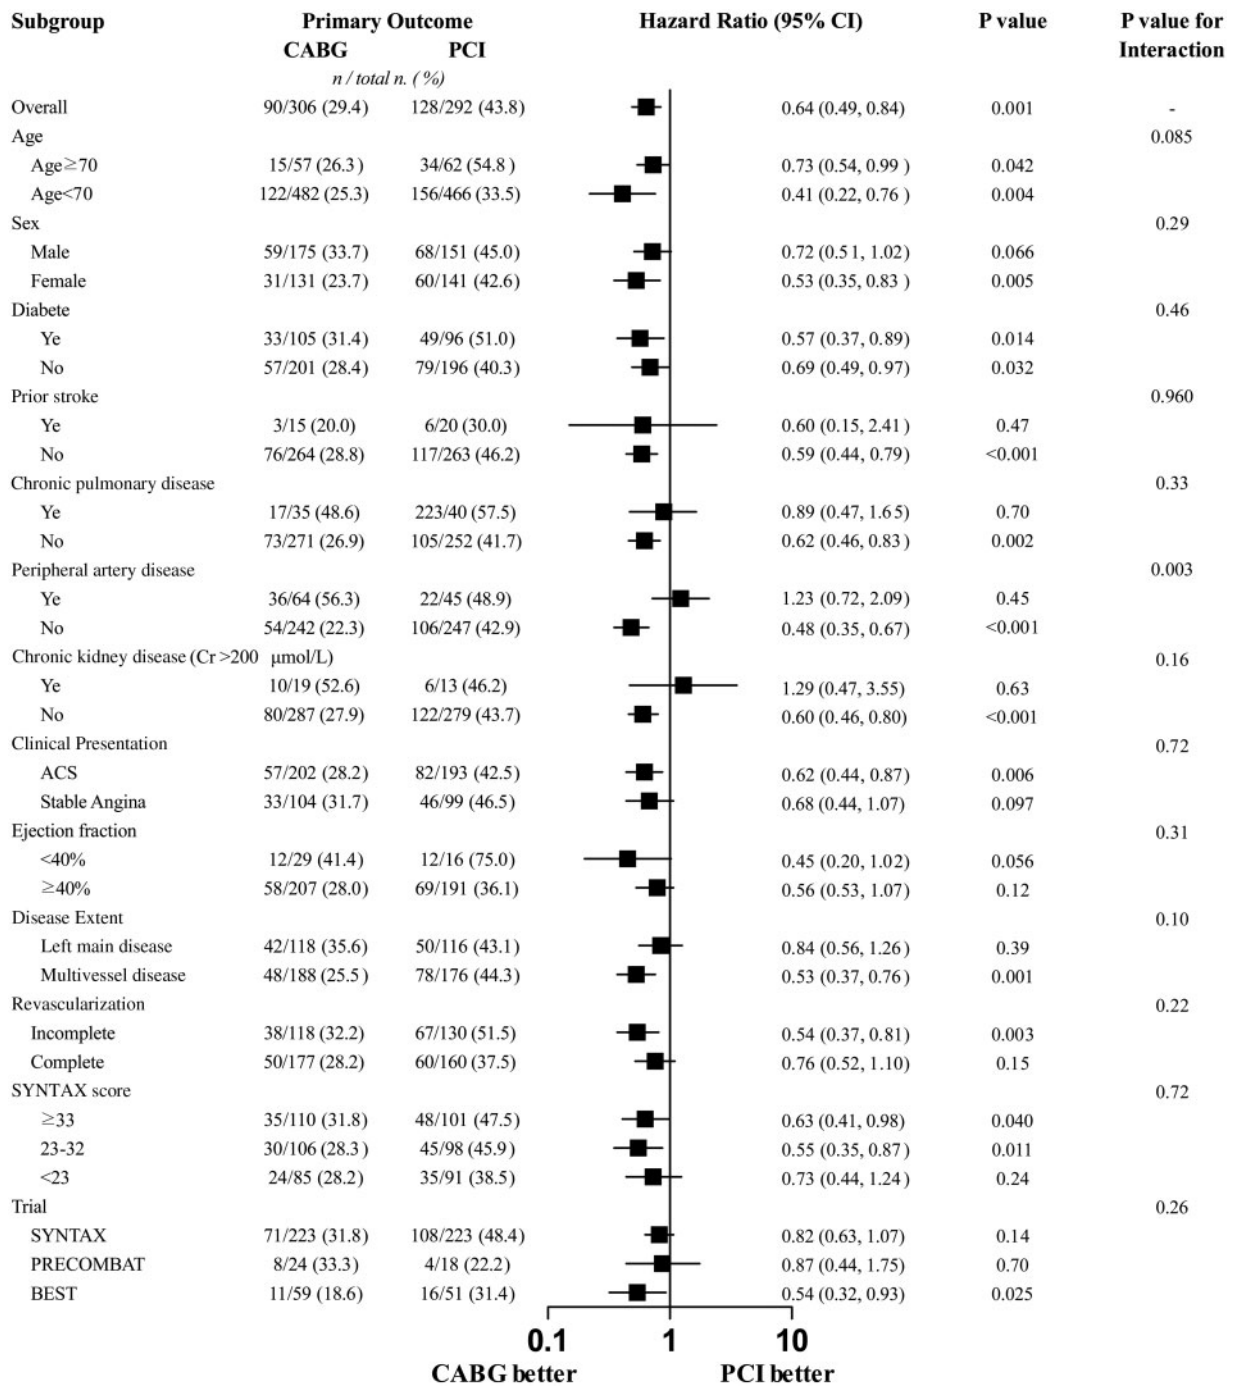 Subgroup Primary Outcome Hazard Ratio (95% CI) P value P value for
CABG PCI Interaction
n / total n. (%)
Overall 90/306 (29.4) 128/292 (43.8) 0.64 (0.49, 0.84) 0.001 -
Age 0.085
Age≥70 15/57 (26.3 ) 34/62 (54.8 ) 0.73 (0.54, 0.99 ) 0.042
Age<70 122/482 (25.3) 156/466 (33.5) 0.41 (0.22, 0.76 ) 0.004
Sex 0.29
Male 59/175 (33.7) 68/151 (45.0) 0.72 (0.51, 1.02) 0.066
Female 31/131 (23.7) 60/141 (42.6) 0.53 (0.35, 0.83 ) 0.005
Diabete 0.46
Ye 33/105 (31.4) 49/96 (51.0) 0.57 (0.37, 0.89) 0.014
No 57/201 (28.4) 79/196 (40.3) 0.69 (0.49, 0.97) 0.032
Prior stroke 0.960
Ye 3/15 (20.0) 6/20 (30.0) 0.60 (0.15, 2.41) 0.47
No 76/264 (28.8) 117/263 (46.2) 0.59 (0.44, 0.79) <0.001
Chronic pulmonary disease 0.33
Ye 17/35 (48.6) 223/40 (57.5) 0.89 (0.47, 1.65) 0.70
No 73/271 (26.9) 105/252 (41.7) 0.62 (0.46, 0.83 ) 0.002
Peripheral artery disease 0.003
Ye 36/64 (56.3) 22/45 (48.9) 1.23 (0.72, 2.09) 0.45
No 54/242 (22.3) 106/247 (42.9) 0.48 (0.35, 0.67) <0.001
Chronic kidney disease (Cr >200 μmol/L) 0.16
Ye 10/19 (52.6) 6/13 (46.2) 1.29 (0.47, 3.55) 0.63
No 80/287 (27.9) 122/279 (43.7) 0.60 (0.46, 0.80) <0.001
Clinical Presentation 0.72
ACS 57/202 (28.2) 82/193 (42.5) 0.62 (0.44, 0.87) 0.006
Stable Angina 33/104 (31.7) 46/99 (46.5) 0.68 (0.44, 1.07) 0.097
Ejection fraction 0.31
<40% 12/29 (41.4) 12/16 (75.0) 0.45 (0.20, 1.02) 0.056
≥40% 58/207 (28.0) 69/191 (36.1) 0.56 (0.53, 1.07) 0.12
Disease Extent 0.10
Left main disease 42/118 (35.6) 50/116 (43.1) 0.84 (0.56, 1.26) 0.39
Multivessel disease 48/188 (25.5) 78/176 (44.3) 0.53 (0.37, 0.76) 0.001
Revascularization 0.22
Incomplete 38/118 (32.2) 67/130 (51.5) 0.54 (0.37, 0.81) 0.003
Complete 50/177 (28.2) 60/160 (37.5) 0.76 (0.52, 1.10) 0.15
SYNTAX score 0.72
≥33 35/110 (31.8) 48/101 (47.5) 0.63 (0.41, 0.98) 0.040
23-32 30/106 (28.3) 45/98 (45.9) 0.55 (0.35, 0.87) 0.011
<23 24/85 (28.2) 35/91 (38.5) 0.73 (0.44, 1.24) 0.24
Trial 0.26
SYNTAX 71/223 (31.8) 108/223 (48.4) 0.82 (0.63, 1.07) 0.14
PRECOMBAT 8/24 (33.3) 4/18 (22.2) 0.87 (0.44, 1.75) 0.70
BEST 11/59 (18.6) 16/51 (31.4) 0.54 (0.32, 0.93) 0.025
0.1 1 10
CABG better PCI better